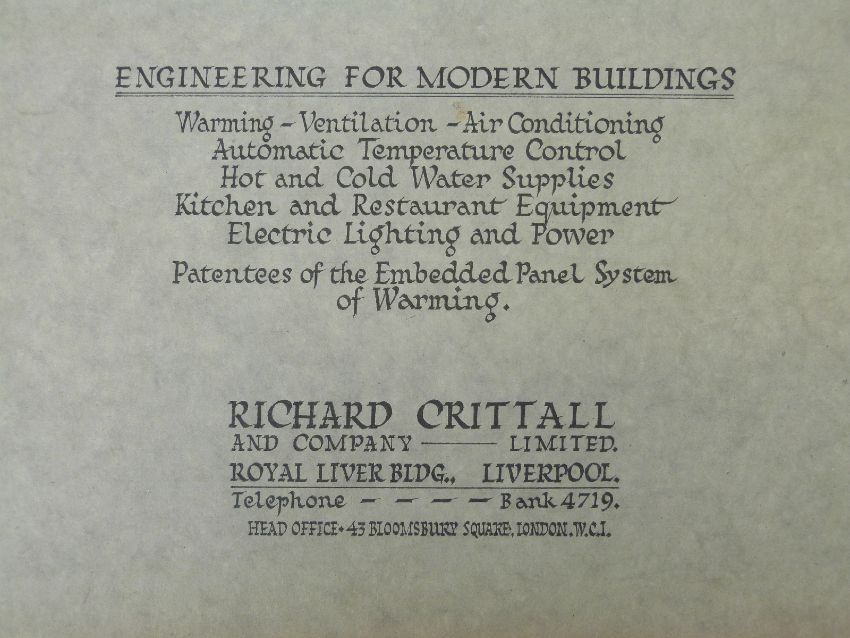 ENGINEERING FOR MODERN BUILDINGS
Warming - Ventilation - Air Conditioning
Automatic Temperature Control
Hot and Cold Water Supplies
Kitchen and Restaurant Equipment
Electric Lighting and Power
Patentees of the Embedded Panel System
of Warming.
RICHARD CRITTALL
AND COMPANY — LIMITED.
ROYAL LIVER BLDG., LIVERPOOL.
Telephone - - - - Bank 4719.
HEAD OFFICE • 43 BLOOMSBURY SQUARE, LONDON. W.C.1.